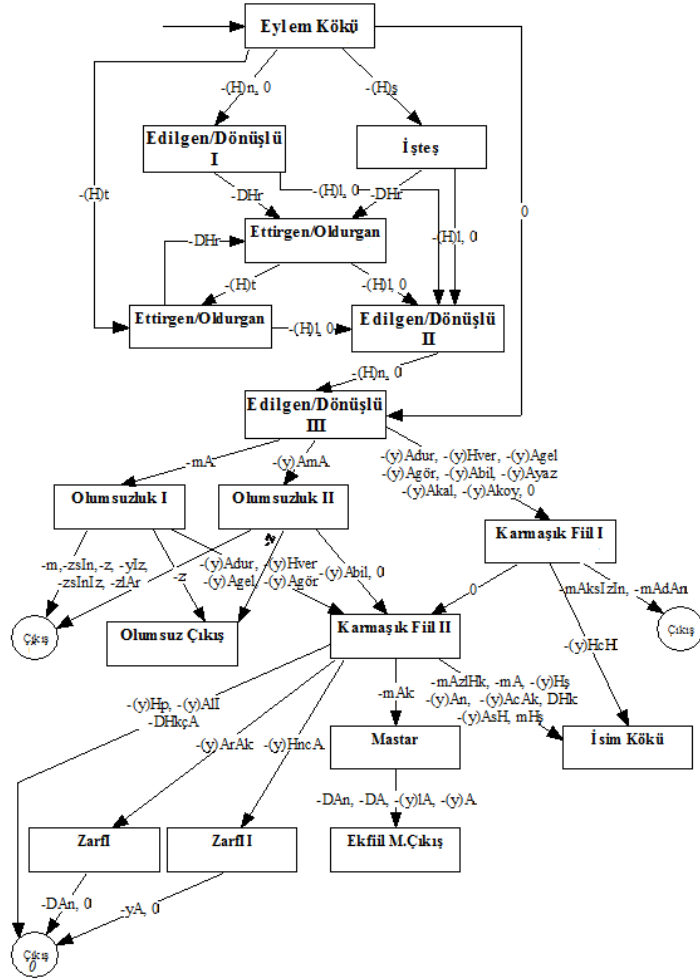 Eylem Kökü
-(H)n, 0
-(H)ş
Edilgen/Dönüşlü
I
İşteş
-(H)t
-DHr
-(H)l, 0
-DHr
0
Ettirgen/Oldurgan
-(H)l, 0
-DHr
-(H)t
-(H)l, 0
Ettirgen/Oldurgan
-(H)l, 0
Edilgen/Dönüşlü
II
-(H)n, 0
Edilgen/Dönüşlü
III
-mA
-(y)AmA
-(y)Adur, -(y)Hver, -(y)Agel
-(y)Agör, -(y)Abil, -(y)Ayaz
-(y)Akal, -(y)Akoy, 0
Olumsuzluk I
Olumsuzluk II
Karmaşık Fiil I
-m,-zsIn,-z, -yIz,
-zsInIz, -zlAr
-z
-z
-(y)Adur, -(y)Hver
-(y)Agel, -(y)Agör
-(y)Abil, 0
0
-mAksIzIn, -mAdAn
Çıkış
Olumsuz Çıkış
Karmaşık Fiil II
Çıkış
-(y)HcH
-(y)Hp, -(y)AlI
-DHkçA
-(y)ArAk
-(y)HncA
-mAk
-mAzlHk, -mA, -(y)Hş
-(y)An, -(y)AcAk, DHk
-(y)AsH, mHş
Mastar
İsim Kökü
-DAn, -DA, -(y)lA, -(y)A
ZarfI
ZarfI I
Ekfiil M.Çıkış
-DAn, 0
-yA, 0
Çıkış
0